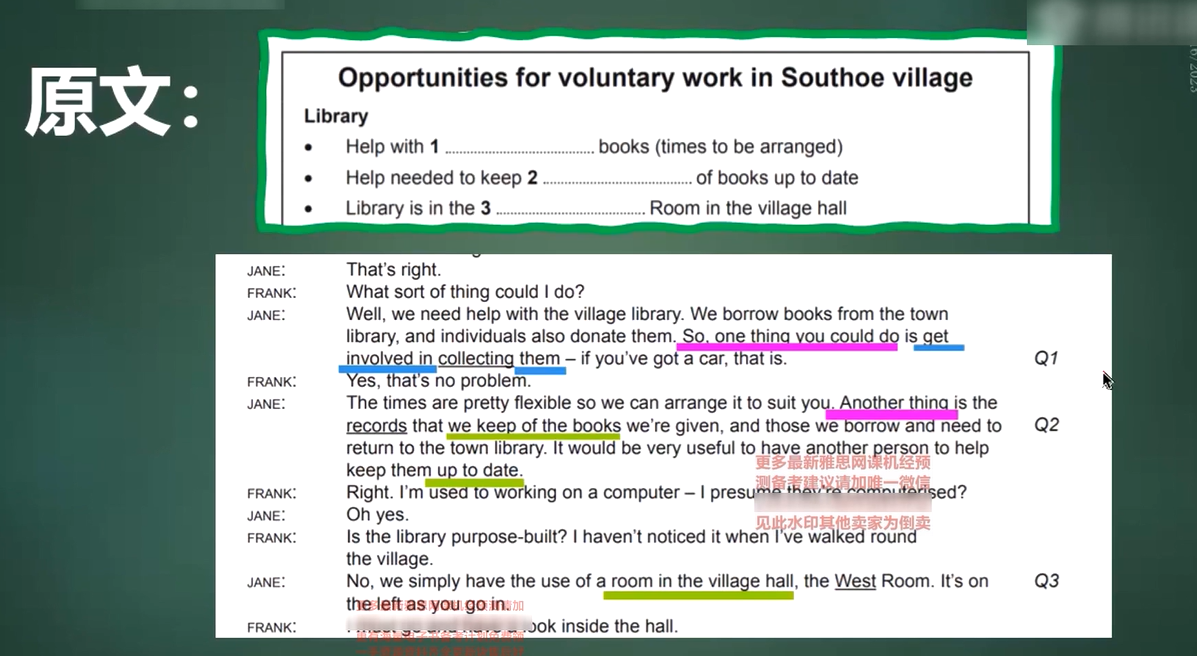 原文：
Opportunities for voluntary work in Southoe village
Library
• Help with 1 ........................................ books (times to be arranged)
• Help needed to keep 2 ........................................ of books up to date
• Library is in the 3 ........................................ Room in the village hall
JANE: That's right.
FRANK: What sort of thing could I do?
JANE: Well, we need help with the village library. We borrow books from the town
library, and individuals also donate them. So, one thing you could do is get
involved in collecting them – if you've got a car, that is. Q1
FRANK: Yes, that's no problem.
JANE: The times are pretty flexible so we can arrange it to suit you. Another thing is the
records that we keep of the books we're given, and those we borrow and need to Q2
return to the town library. It would be very useful to have another person to help
keep them up to date.
更多最新雅思网课机经预
测备考建议请加唯一微信
FRANK: Right. I'm used to working on a computer – I presume they're computerised?
JANE: Oh yes.
见此水印其他卖家为倒卖
FRANK: Is the library purpose-built? I haven't noticed it when I've walked round
the village.
JANE: No, we simply have the use of a room in the village hall, the West Room. It's on Q3
the left as you go in.
FRANK: look inside the hall.